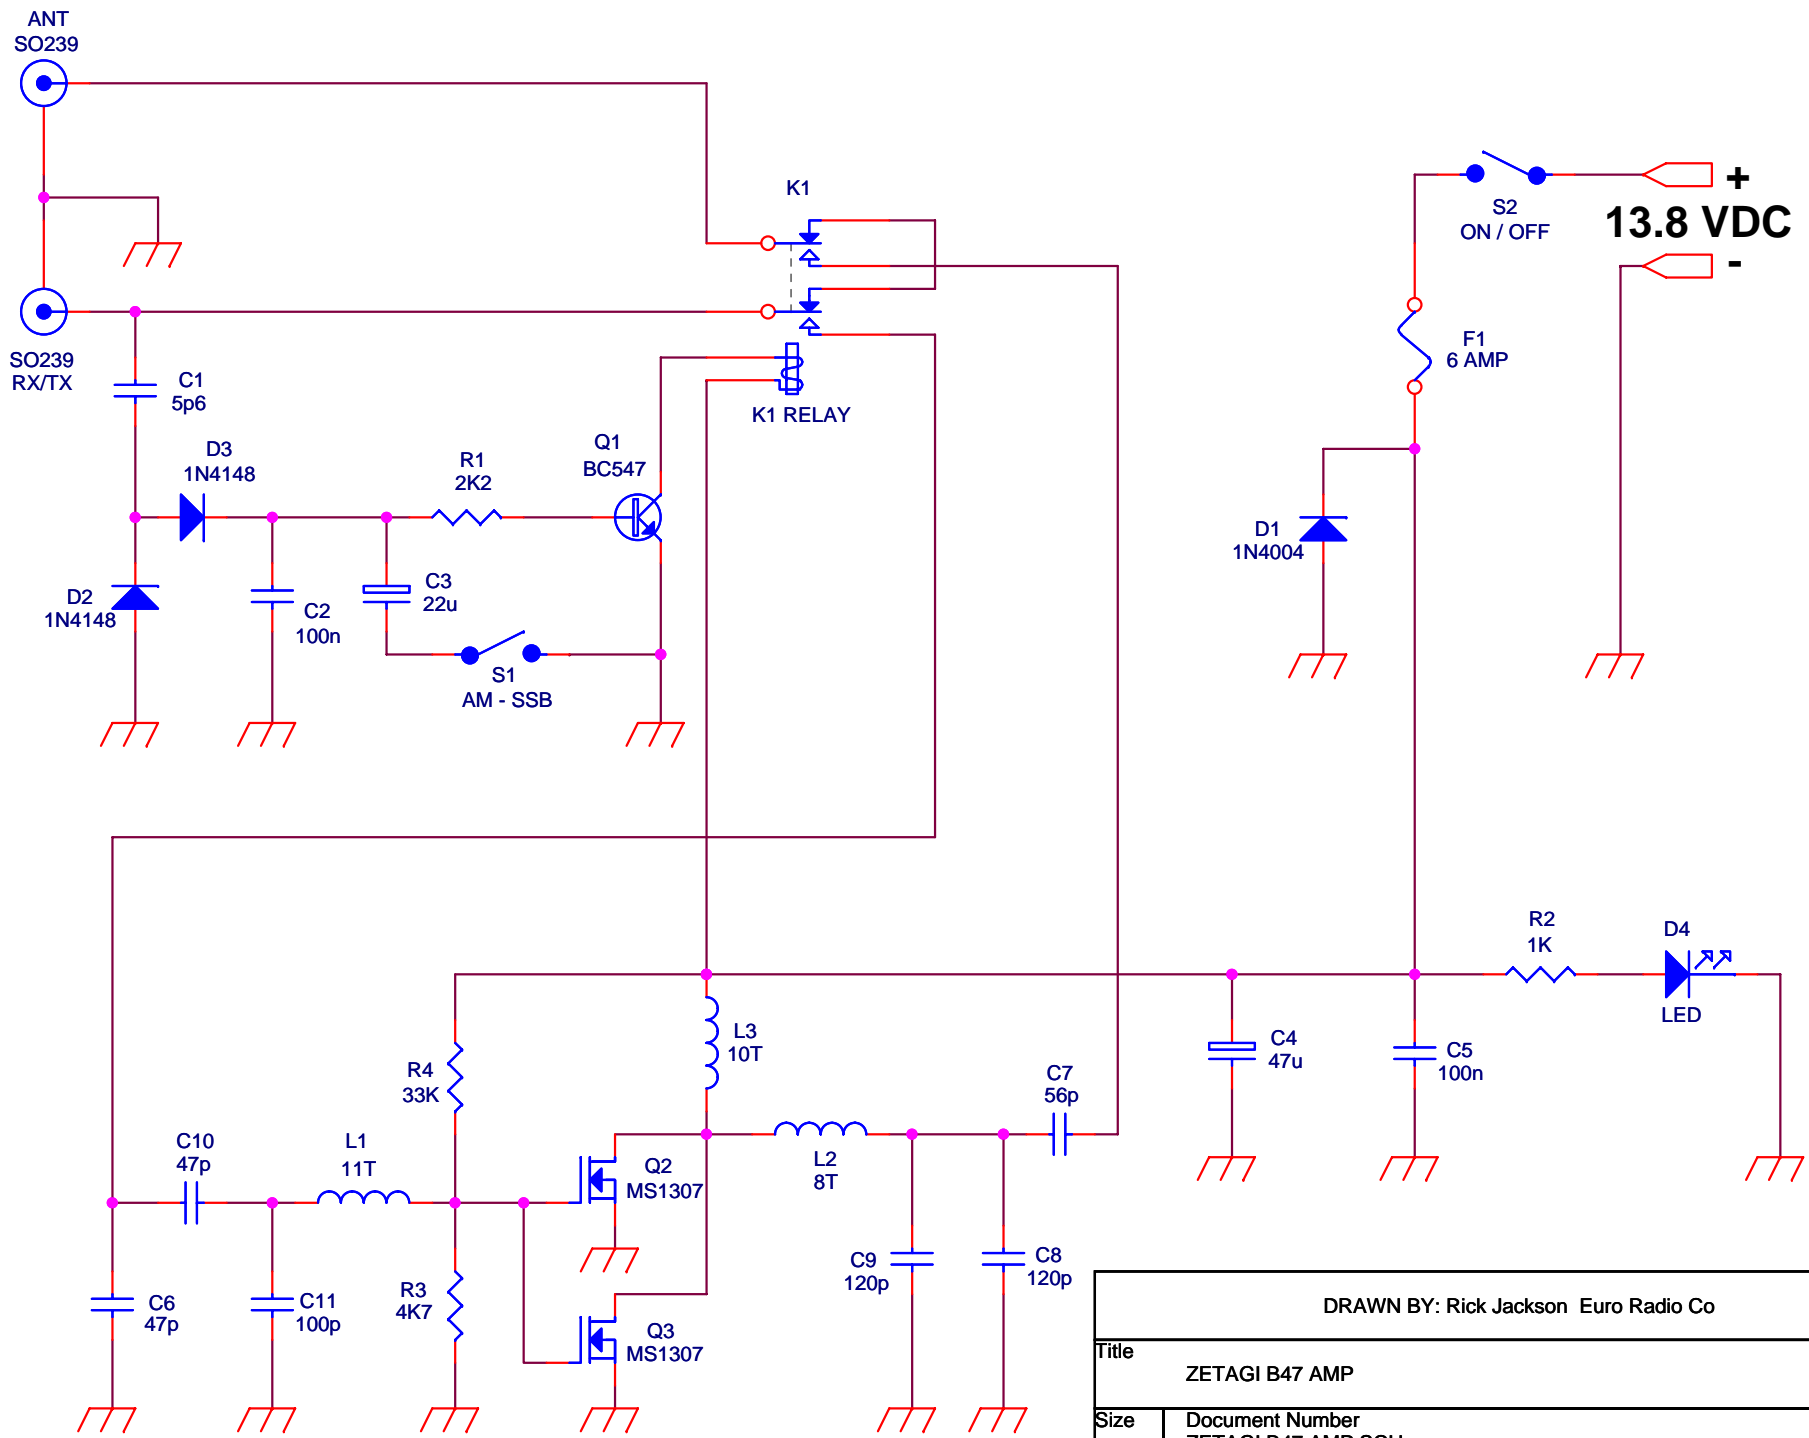 ANT
SO239
SO239
RX/TX
C1
5p6
D3
1N4148
D2
1N4148
C2
100n
R1
2K2
C3
22u
S1
AM - SSB
Q1
BC547
K1
K1 RELAY
S2
ON / OFF
+
13.8 VDC
-
F1
6 AMP
D1
1N4004
R2
1K
D4
LED
C4
47u
C5
100n
R4
33K
L3
10T
C7
56p
C10
47p
L1
11T
Q2
MS1307
L2
8T
C6
47p
C11
100p
R3
4K7
Q3
MS1307
C9
120p
C8
120p
DRAWN BY: Rick Jackson  Euro Radio Co
Title
ZETAGI B47 AMP
Size
Document Number
ZETAGI B47 AMP.SCH